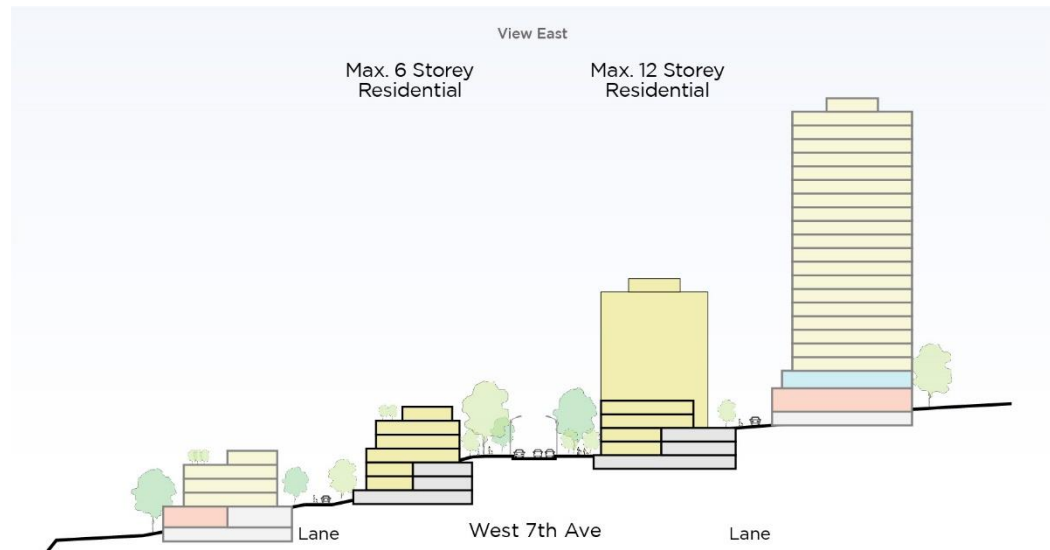 View East
Max. 6 Storey
Residential
Max. 12 Storey
Residential
Lane
West 7th Ave
Lane